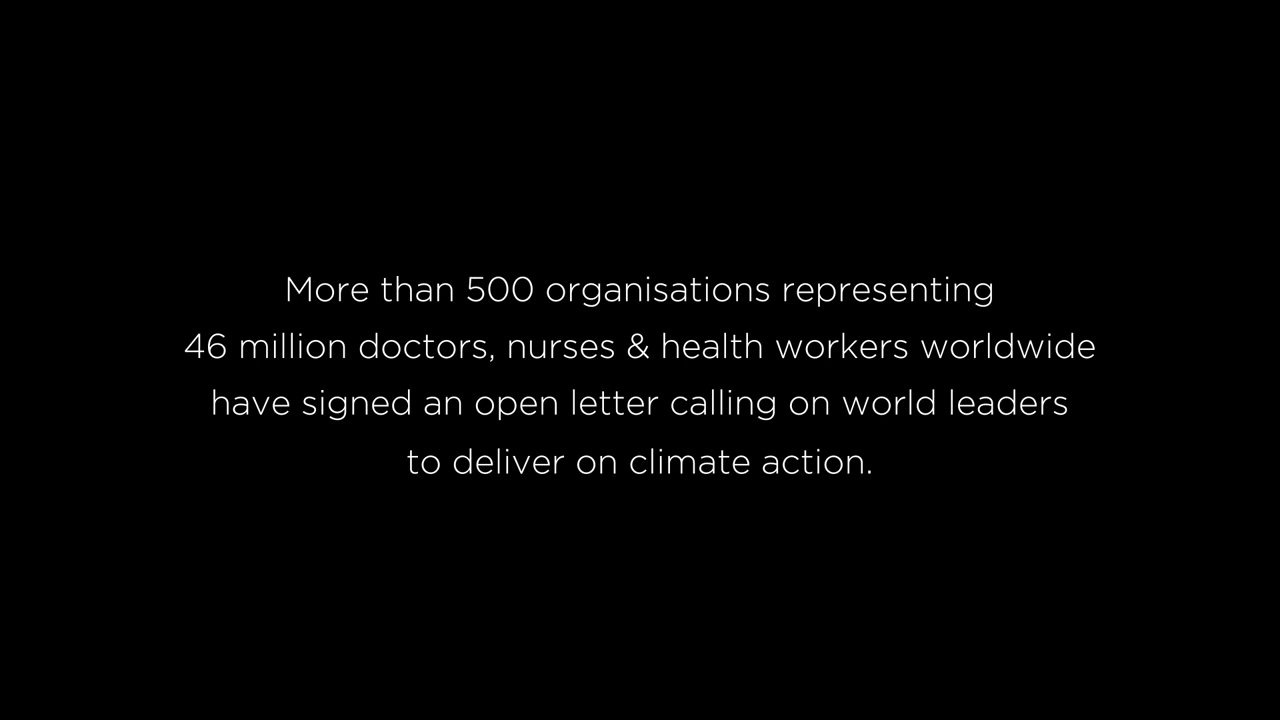 More than 500 organisations representing
46 million doctors, nurses & health workers worldwide
have signed an open letter calling on world leaders
to deliver on climate action.